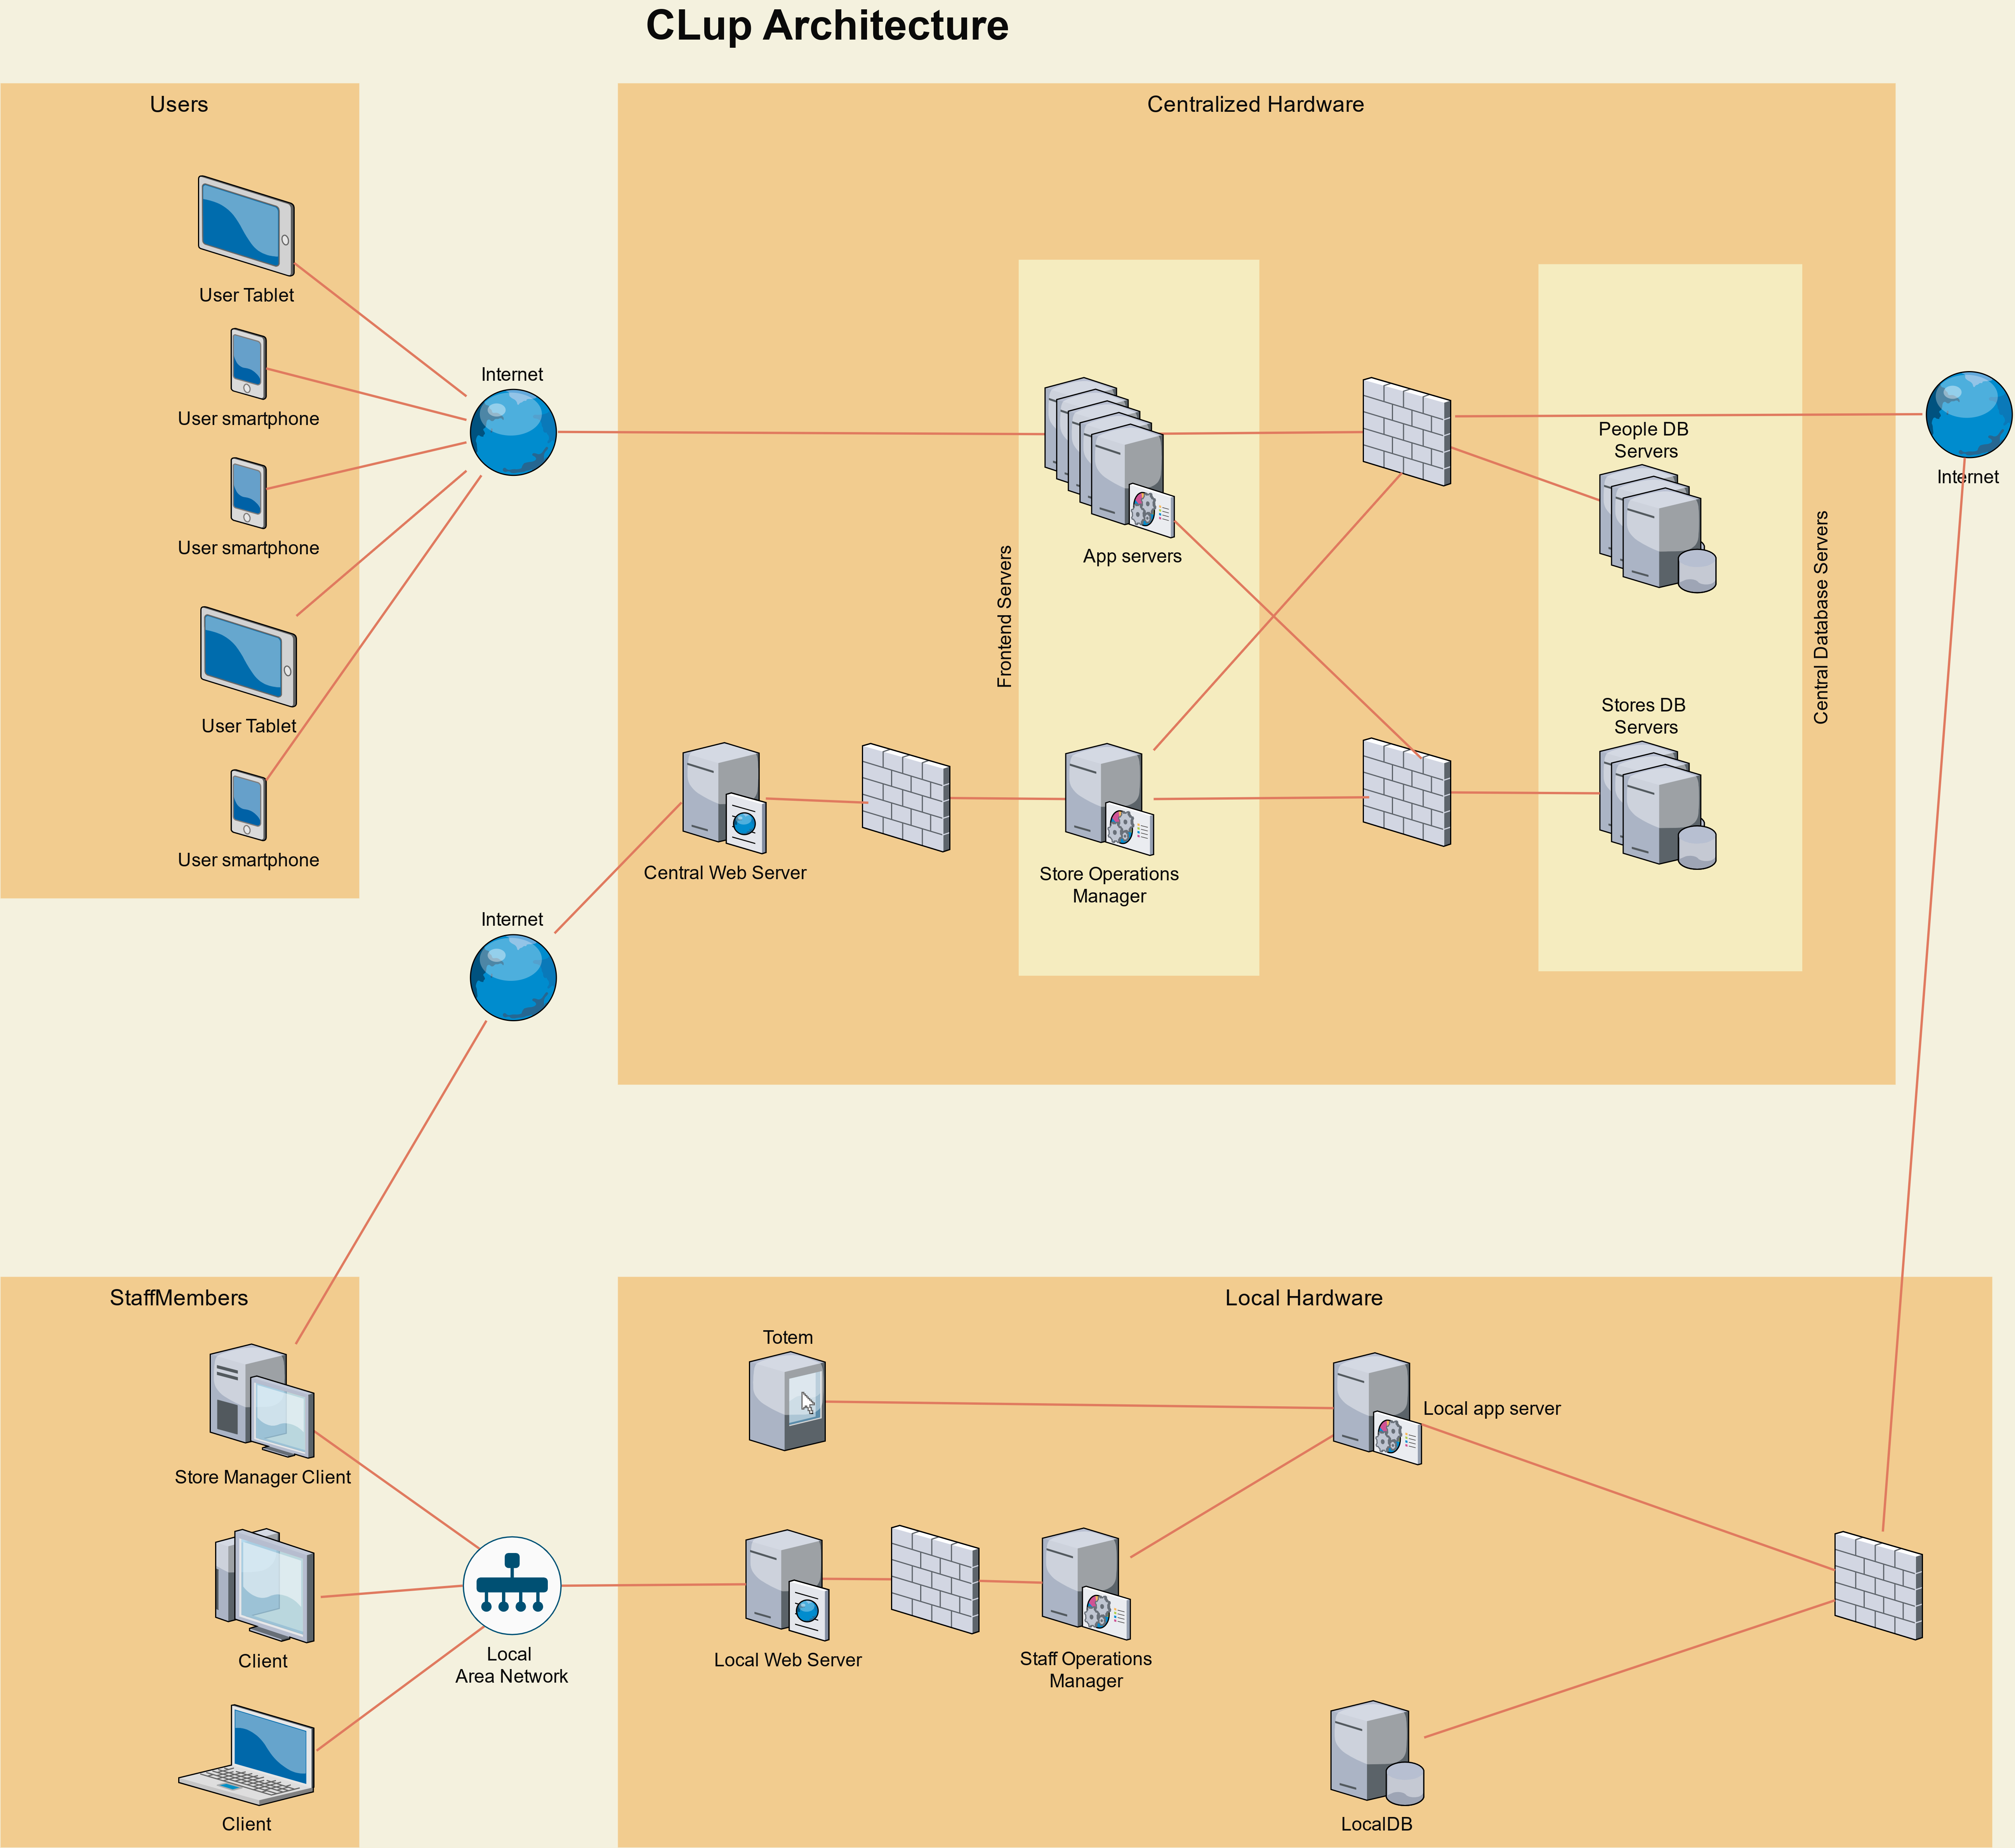 CLup Architecture
Users
Centralized Hardware
User Tablet
User smartphone
User smartphone
User Tablet
User smartphone
Internet
Internet
App servers
Frontend Servers
People DB
Servers
Central Database Servers
Internet
Stores DB
Servers
Central Web Server
Store Operations
Manager
StaffMembers
Local Hardware
Store Manager Client
Client
Client
Local
Area Network
Totem
Local app server
Local Web Server
Staff Operations
Manager
LocalDB